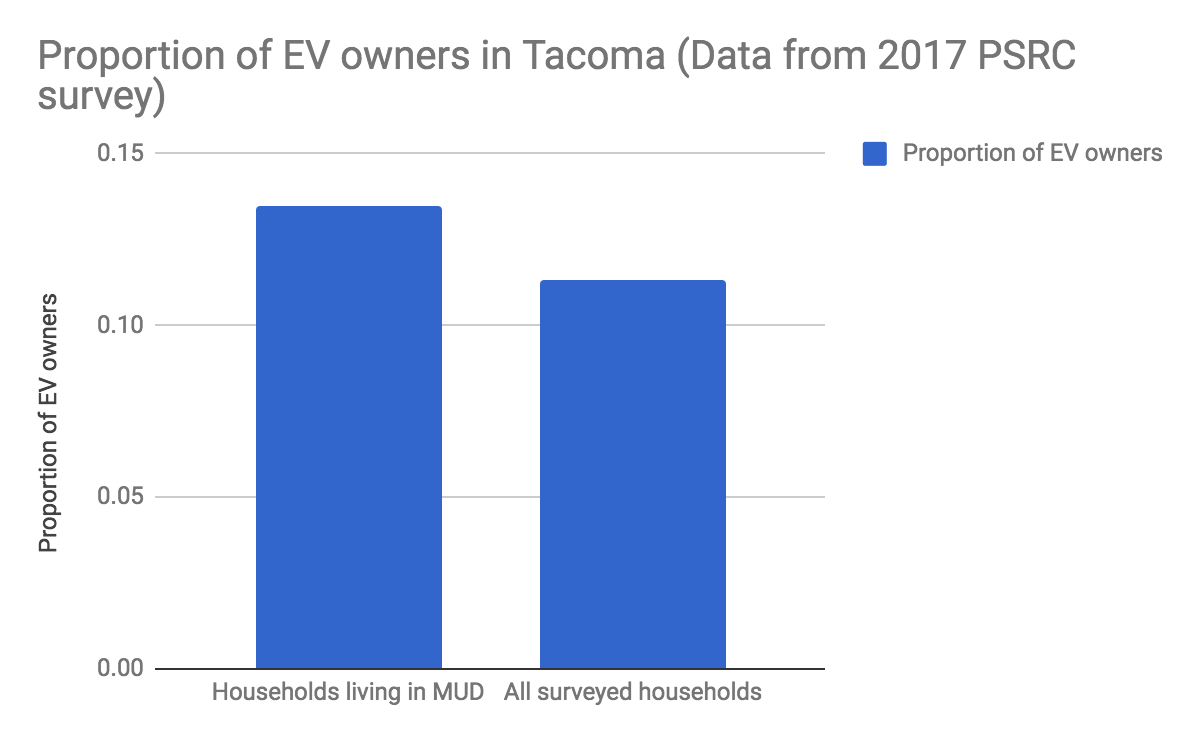 Proportion of EV owners in Tacoma (Data from 2017 PSRC
survey)
0.15
Proportion of EV owners
0.10
0.05
0.00
Proportion of EV owners
Households living in MUD
All surveyed households